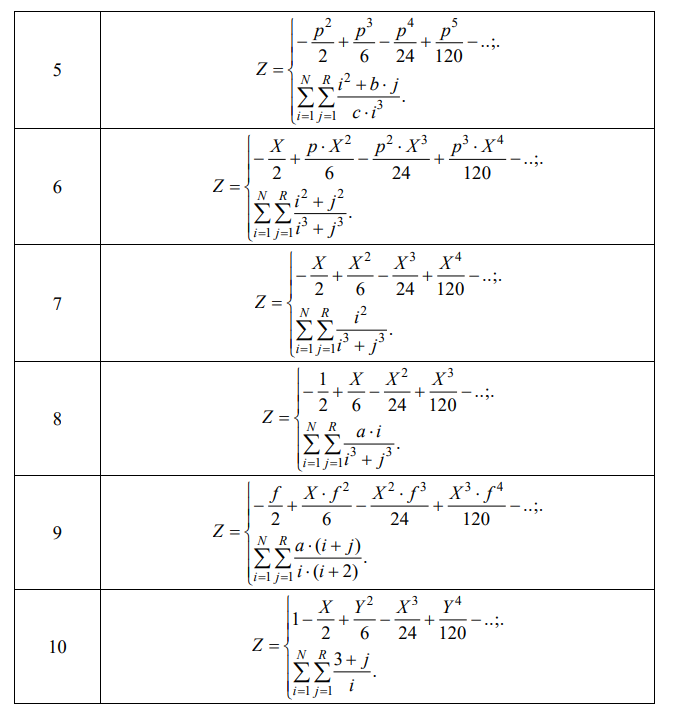 5
Z = { -p²/2 + p³/6 - p⁴/24 + p⁵/120 - ..;.
∑_{i=1}^{N} ∑_{j=1}^{R} (i² + b · j)/(c · i³).
6
Z = { -X/2 + (p · X²)/6 - (p² · X³)/24 + (p³ · X⁴)/120 - ..;.
∑_{i=1}^{N} ∑_{j=1}^{R} (i² + j²)/(i³ + j³).
7
Z = { -X/2 + X²/6 - X³/24 + X⁴/120 - ..;.
∑_{i=1}^{N} ∑_{j=1}^{R} i²/(i³ + j³).
8
Z = { -1/2 + X/6 - X²/24 + X³/120 - ..;.
∑_{i=1}^{N} ∑_{j=1}^{R} (a · i)/(i³ + j³).
9
Z = { -f/2 + (X · f²)/6 - (X² · f³)/24 + (X³ · f⁴)/120 - ..;.
∑_{i=1}^{N} ∑_{j=1}^{R} (a · (i + j))/(i · (i + 2)).
10
Z = { 1 - X/2 + Y²/6 - X³/24 + Y⁴/120 - ..;.
∑_{i=1}^{N} ∑_{j=1}^{R} (3 + j)/i.